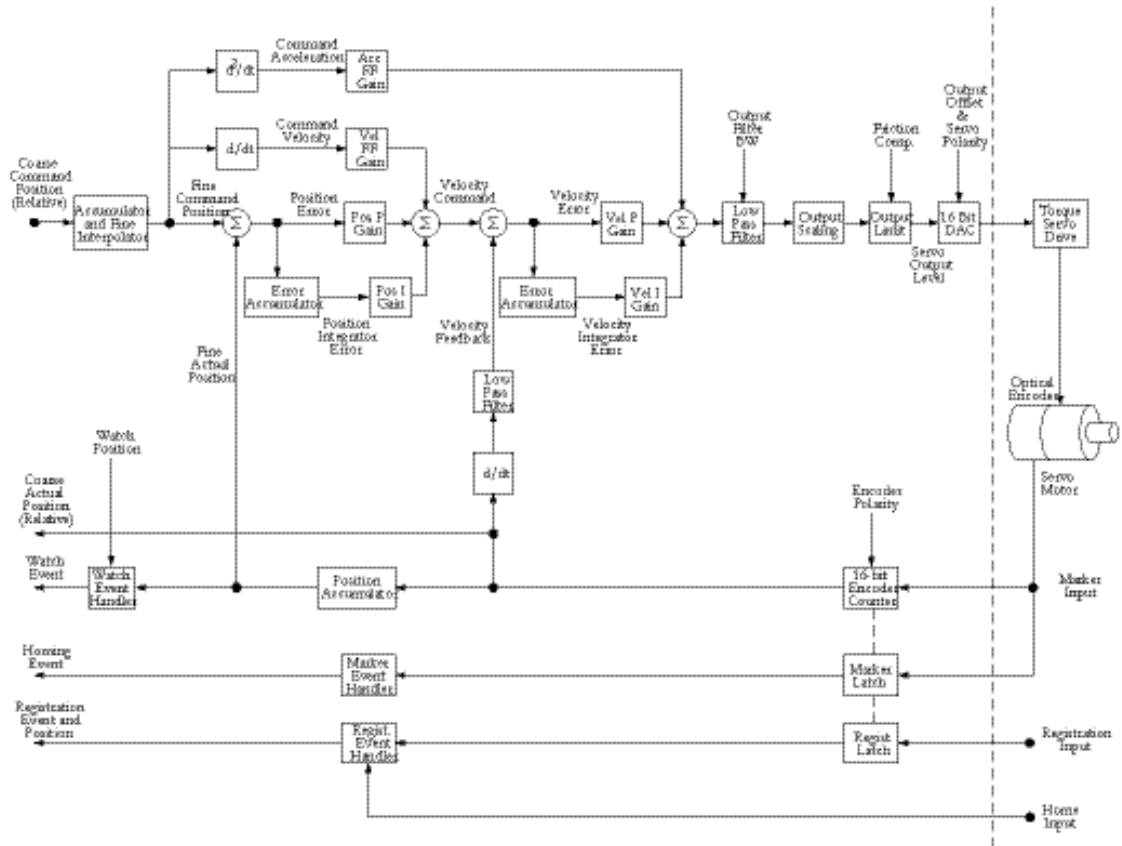 Command
Acceleration
d²/dt
Acc
FF
Gain
Command
Velocity
d/dt
Vel
FF
Gain
Output
Filter
BW
Friction
Comp.
Output
Offset
&
Servo
Polarity
Coarse
Command
Position
(Relative)
Accumulator
and Fine
Interpolator
Fine
Command
Position
Σ
Position
Error
Pos P
Gain
Σ
Velocity
Command
Σ
Velocity
Error
Vel P
Gain
Σ
Low
Pass
Filter
Output
Scaling
Output
Limit
16 Bit
DAC
Servo
Output
Level
Torque
Servo
Drive
Error
Accumulator
Pos I
Gain
Position
Integrator
Error
Velocity
Feedback
Error
Accumulator
Vel I
Gain
Velocity
Integrator
Error
Fine
Actual
Position
Low
Pass
Filter
Optical
Encoder
Servo
Motor
Watch
Position
d/dt
Coarse
Actual
Position
(Relative)
Encoder
Polarity
Watch
Event
Watch
Event
Handler
Position
Accumulator
16-bit
Encoder
Counter
Marker
Input
Homing
Event
Marker
Event
Handler
Marker
Latch
Registration
Event and
Position
Regist.
Event
Handler
Regist
Latch
Registration
Input
Home
Input